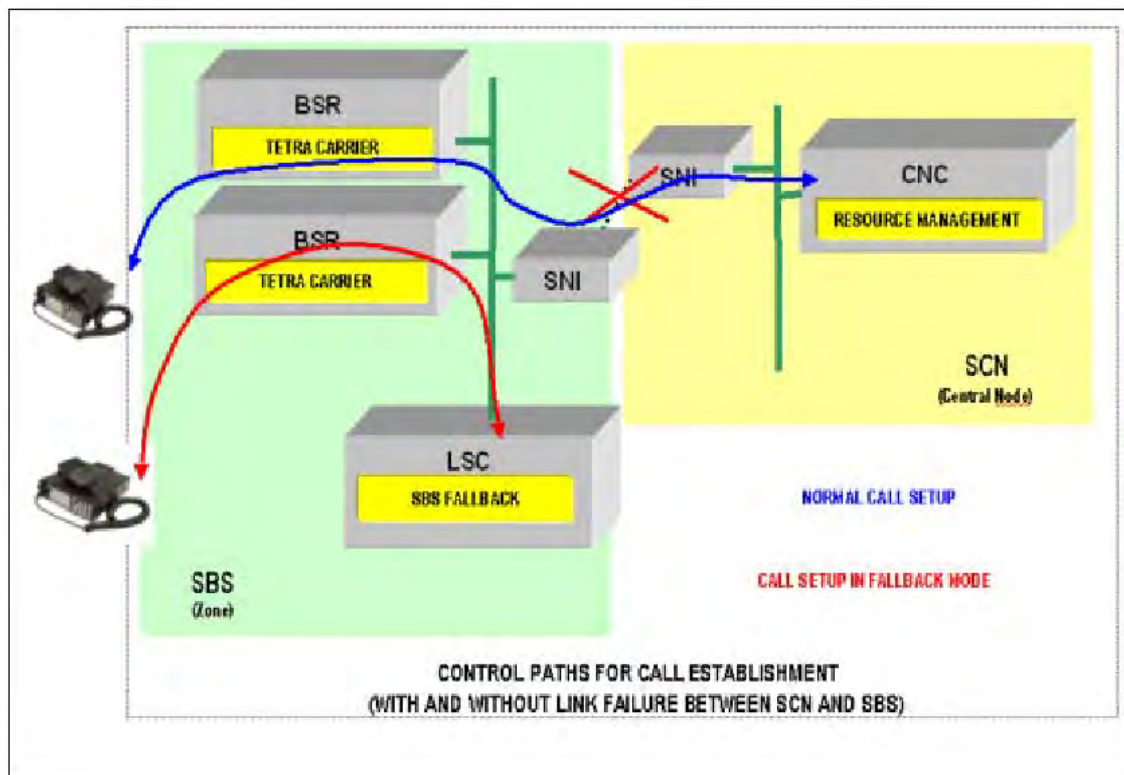 BSR
TETRA CARRIER
BSR
TETRA CARRIER
SNI
SNI
CNC
RESOURCE MANAGEMENT
SCN
(Central Node)
LSC
SBS FALLBACK
SBS
(Zone)
NORMAL CALL SETUP
CALL SETUP IN FALLBACK MODE
CONTROL PATHS FOR CALL ESTABLISHMENT
(WITH AND WITHOUT LINK FAILURE BETWEEN SCN AND SBS)